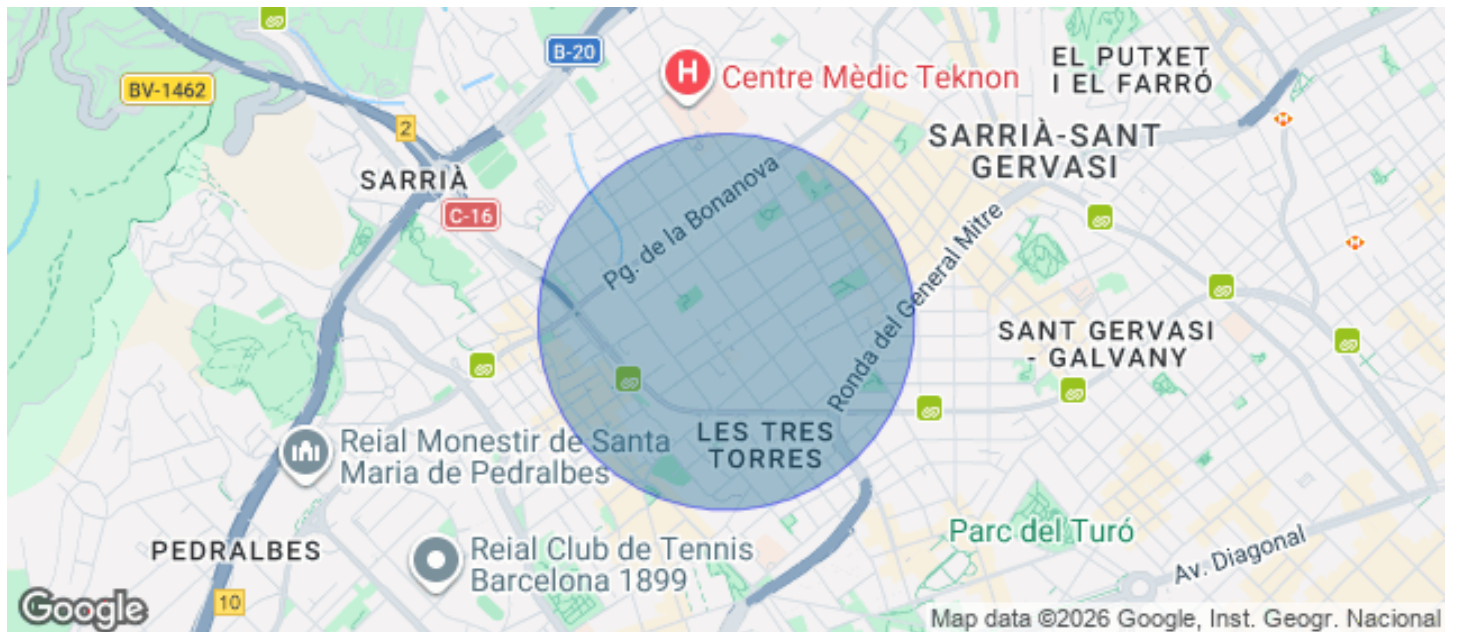 B-20
BV-1462
Centre Mèdic Teknon
EL PUTXET
I EL FARRÓ
2
SARRIÀ-SANT
GERVASI
SARRIÀ
C-16
Pg. de la Bonanova
Ronda del General Mitre
SANT GERVASI
- GALVANY
LES TRES
TORRES
Reial Monestir de Santa
Maria de Pedralbes
PEDRALBES
Reial Club de Tennis
Barcelona 1899
Parc del Turó
Av. Diagonal
10
Google
Map data ©2026 Google, Inst. Geogr. Nacional
H